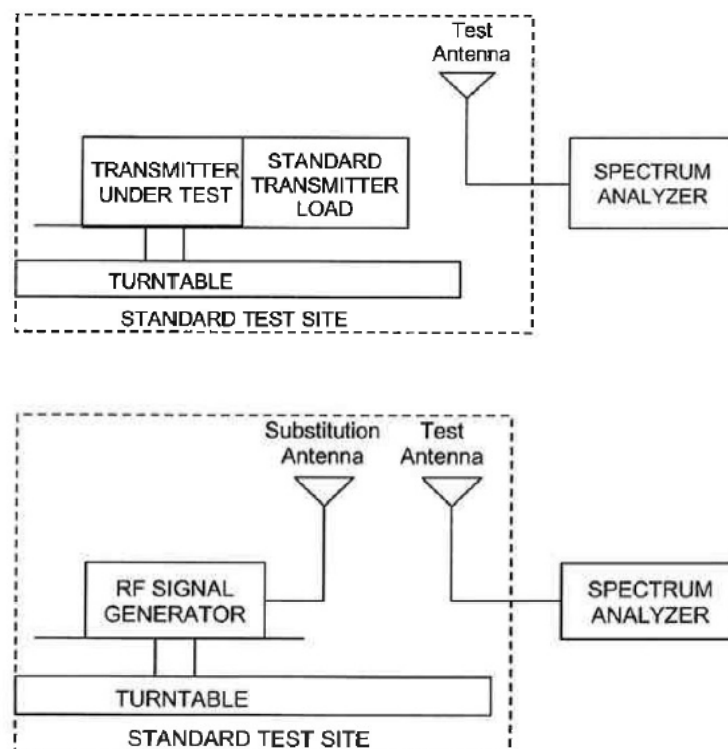 Test
Antenna
TRANSMITTER
UNDER TEST
STANDARD
TRANSMITTER
LOAD
SPECTRUM
ANALYZER
TURNTABLE
STANDARD TEST SITE
Substitution
Antenna
Test
Antenna
RF SIGNAL
GENERATOR
SPECTRUM
ANALYZER
TURNTABLE
STANDARD TEST SITE